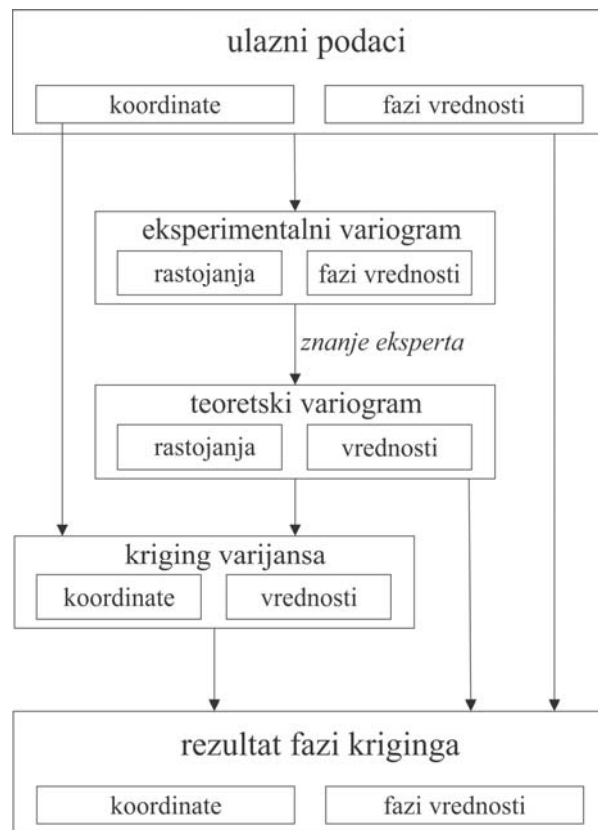 ulazni podaci
koordinate fazi vrednosti
eksperimentalni variogram
rastojanja fazi vrednosti
znanje eksperta
teoretski variogram
rastojanja vrednosti
kriging varijansa
koordinate vrednosti
rezultat fazi kriginga
koordinate fazi vrednosti